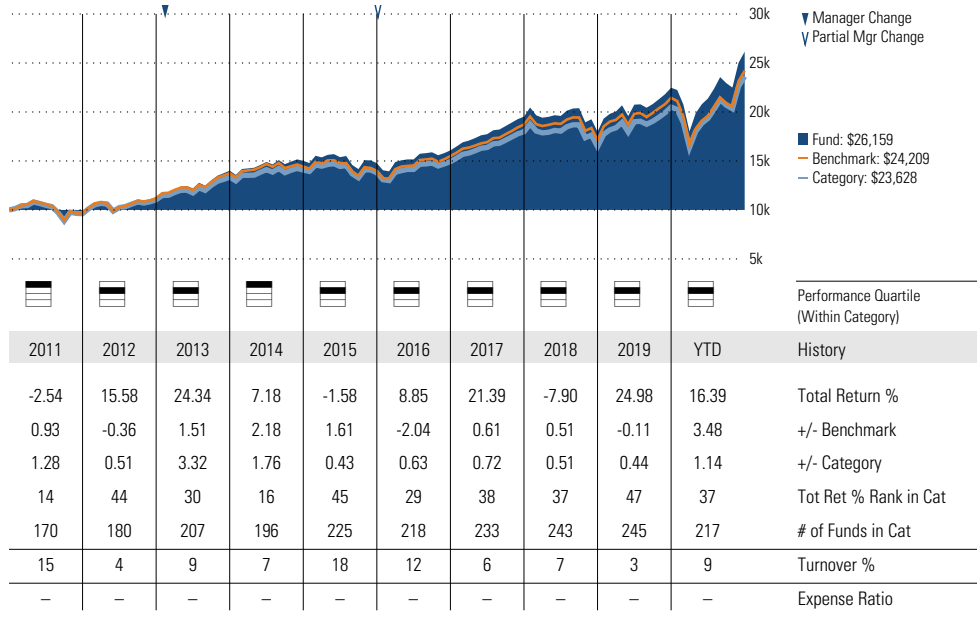 30k
25k
20k
15k
10k
5k
Manager Change
Partial Mgr Change
Fund: $26,159
Benchmark: $24,209
Category: $23,628
Performance Quartile
(Within Category)
2011 2012 2013 2014 2015 2016 2017 2018 2019 YTD History
-2.54 15.58 24.34 7.18 -1.58 8.85 21.39 -7.90 24.98 16.39 Total Return %
0.93 -0.36 1.51 2.18 1.61 -2.04 0.61 0.51 -0.11 3.48 +/- Benchmark
1.28 0.51 3.32 1.76 0.43 0.63 0.72 0.51 0.44 1.14 +/- Category
14 44 30 16 45 29 38 37 47 37 Tot Ret % Rank in Cat
170 180 207 196 225 218 233 243 245 217 # of Funds in Cat
15 4 9 7 18 12 6 7 3 9 Turnover %
– – – – – – – – – – Expense Ratio